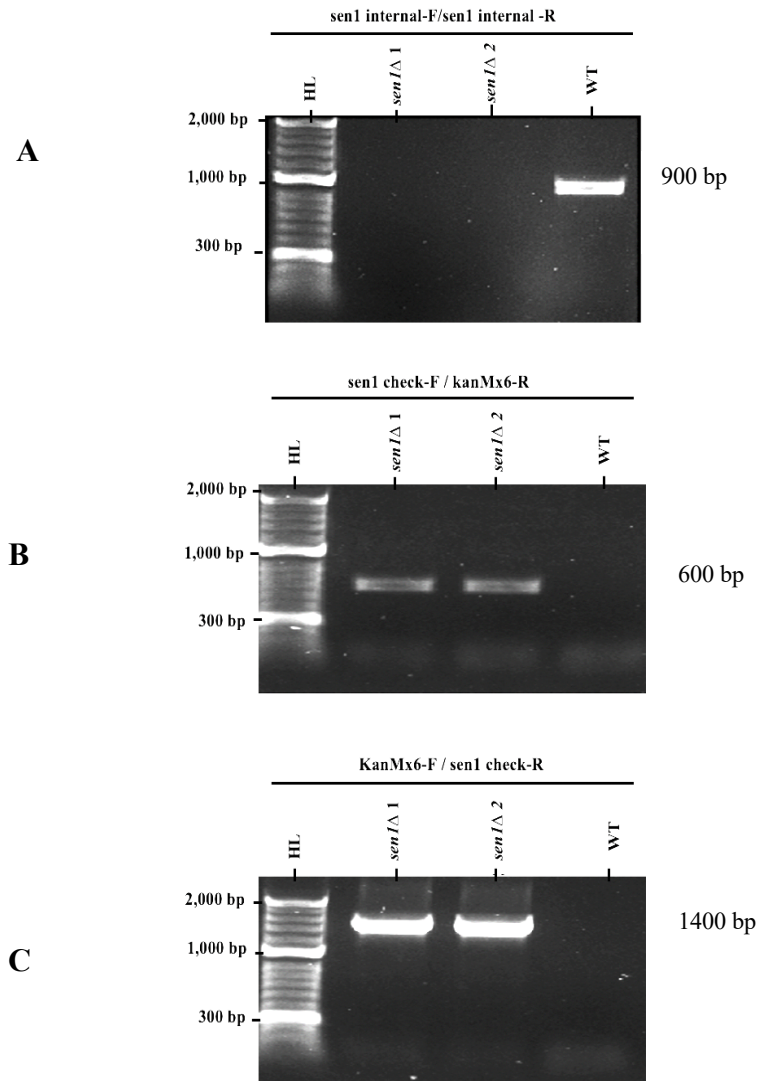 sen1 internal-F/sen1 internal -R
HL
sen1Δ 1
sen1Δ 2
WT
A
2,000 bp
1,000 bp
300 bp
900 bp
sen1 check-F / kanMx6-R
HL
sen1Δ 1
sen1Δ 2
WT
B
2,000 bp
1,000 bp
300 bp
600 bp
KanMx6-F / sen1 check-R
HL
sen1Δ 1
sen1Δ 2
WT
C
2,000 bp
1,000 bp
300 bp
1400 bp